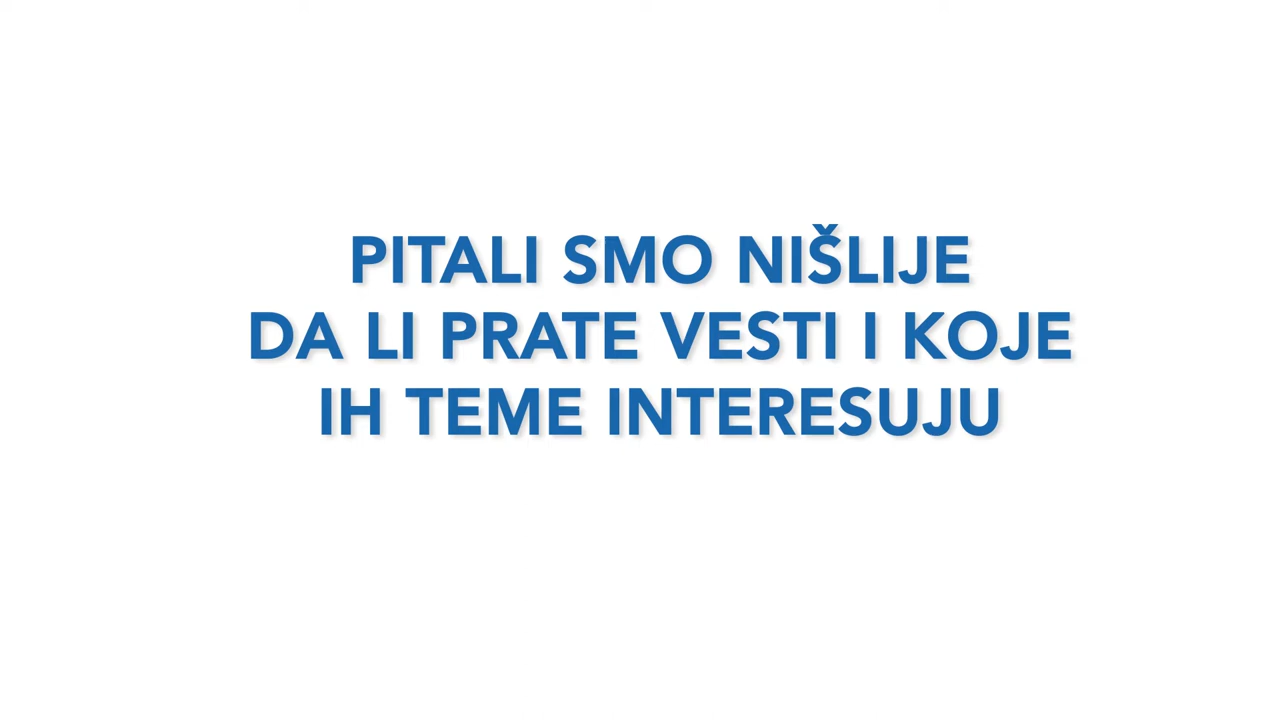 PITALI SMO NIŠLIJE
DA LI PRATE VESTI I KOJE
IH TEME INTERESUJU